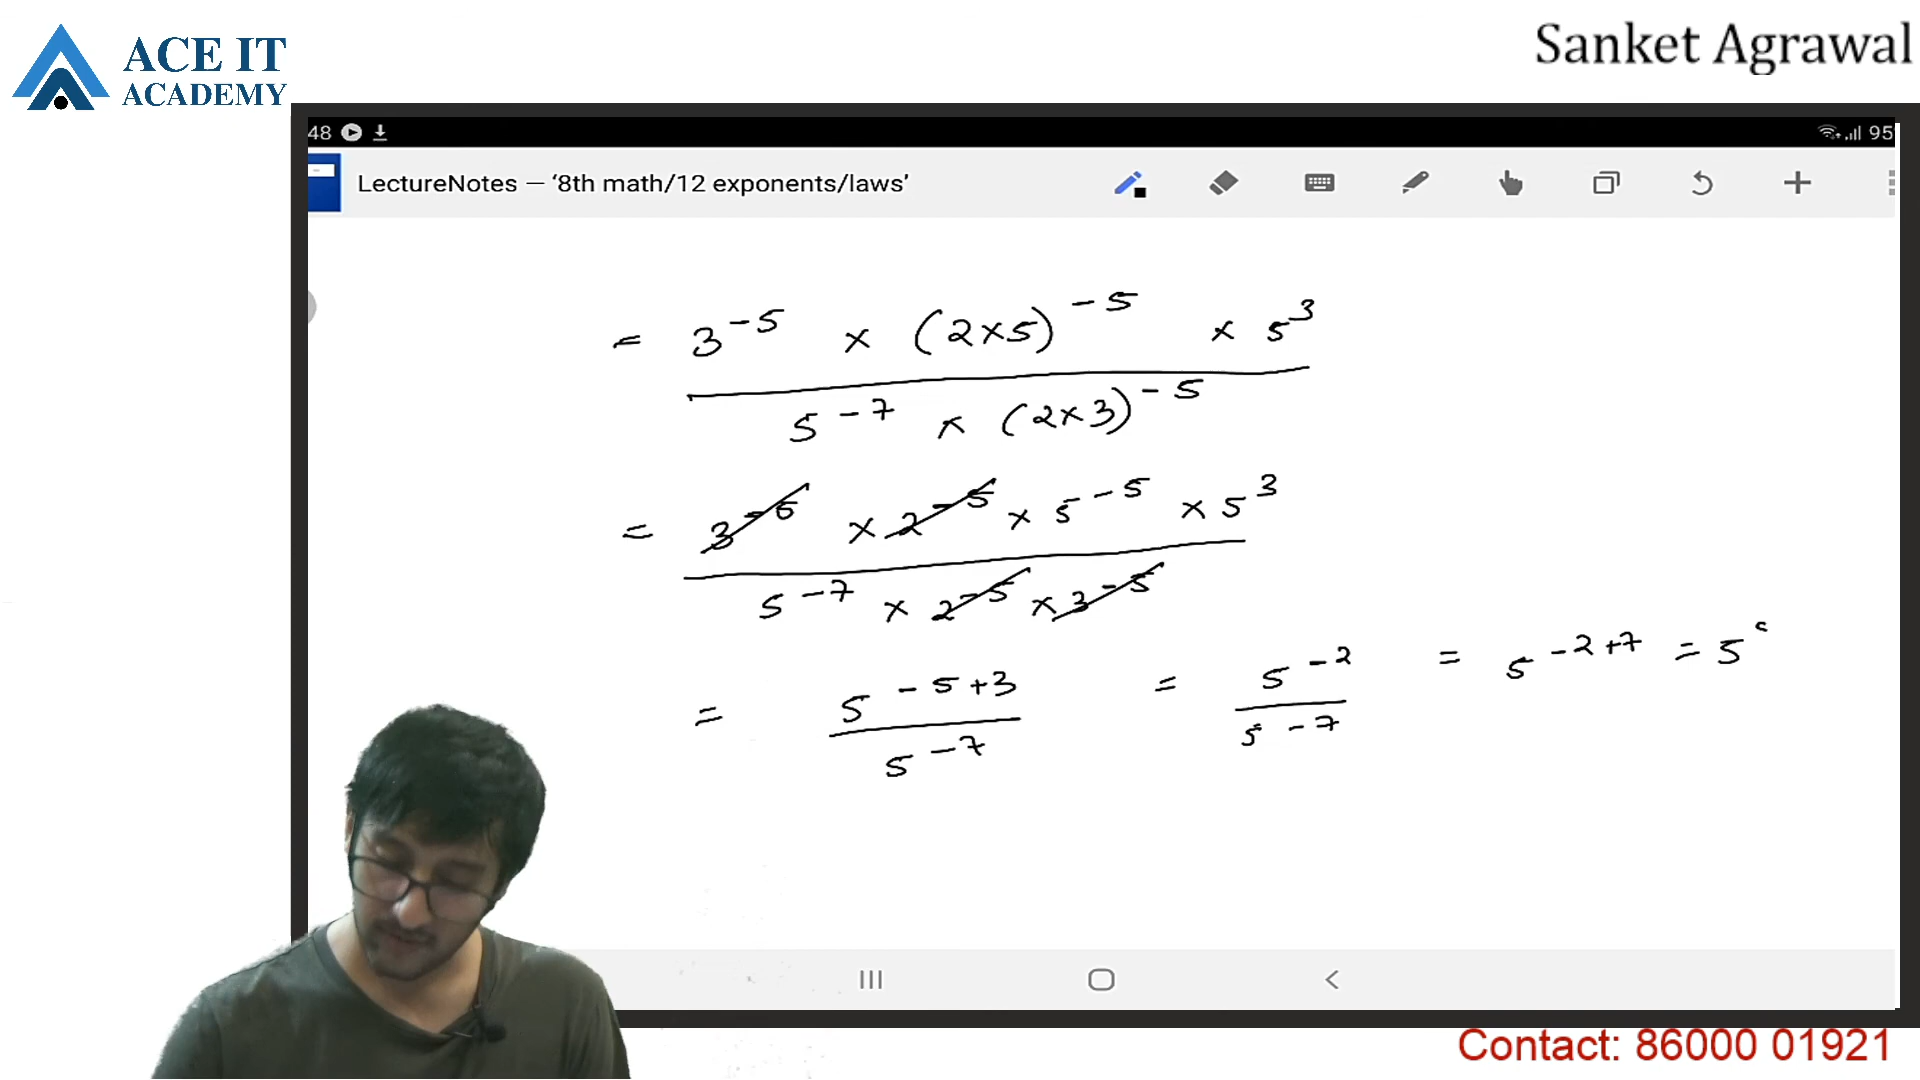 ACE IT
ACADEMY
Sanket Agrawal
48
95
LectureNotes — ‘8th math/12 exponents/laws’
= 3^-5 × (2×5)^-5 × 5^3
5^-7 × (2×3)^-5
= 3^-5 × 2^-5 × 5^-5 × 5^3
5^-7 × 2^-5 × 3^-5
= 5^-5+3 = 5^-2 = 5^-2+7 = 5
5^-7 5^-7
Contact: 86000 01921